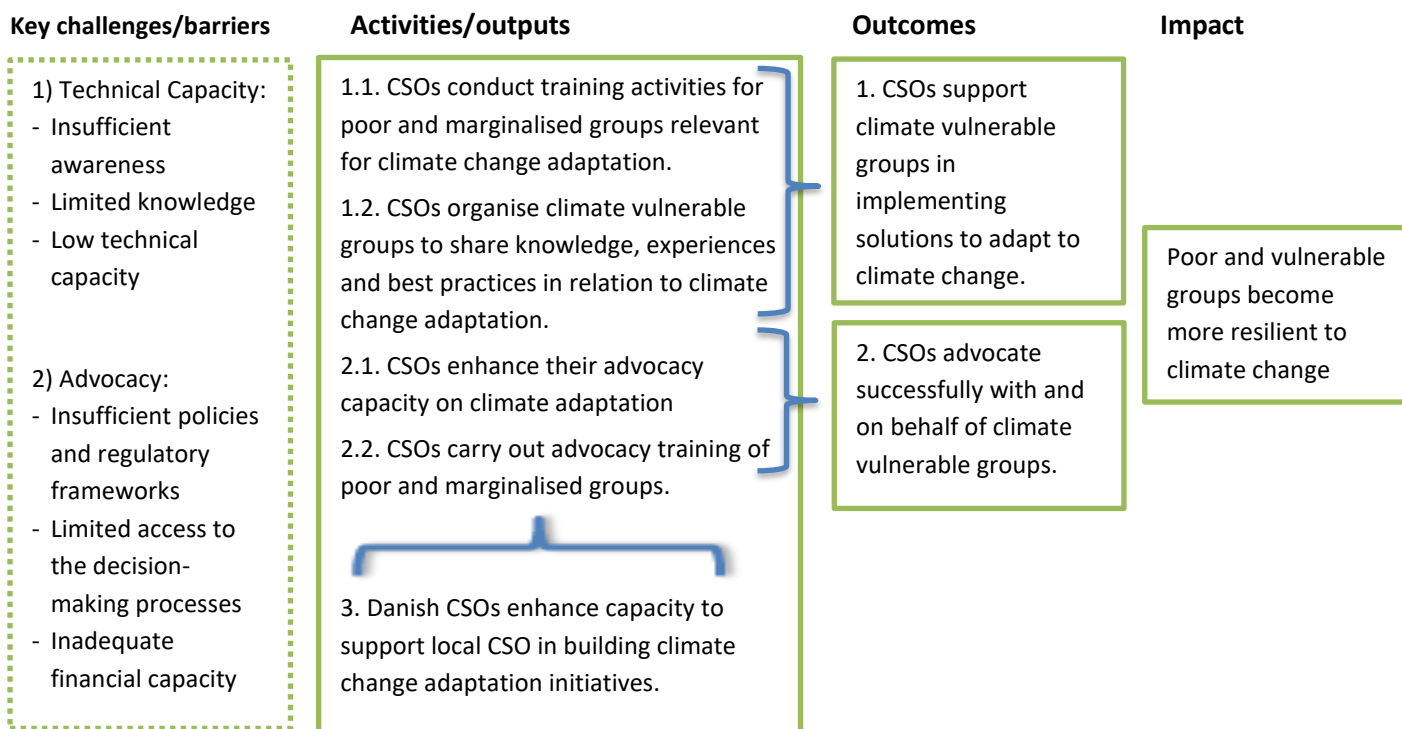 Key challenges/barriers
Activities/outputs
Outcomes
Impact
1) Technical Capacity:
- Insufficient
awareness
- Limited knowledge
- Low technical
capacity
2) Advocacy:
- Insufficient policies
and regulatory
frameworks
- Limited access to
the decision-
making processes
- Inadequate
financial capacity
1.1. CSOs conduct training activities for
poor and marginalised groups relevant
for climate change adaptation.
1.2. CSOs organise climate vulnerable
groups to share knowledge, experiences
and best practices in relation to climate
change adaptation.
2.1. CSOs enhance their advocacy
capacity on climate adaptation
2.2. CSOs carry out advocacy training of
poor and marginalised groups.
3. Danish CSOs enhance capacity to
support local CSO in building climate
change adaptation initiatives.
1. CSOs support
climate vulnerable
groups in
implementing
solutions to adapt to
climate change.
2. CSOs advocate
successfully with and
on behalf of climate
vulnerable groups.
Poor and vulnerable
groups become
more resilient to
climate change